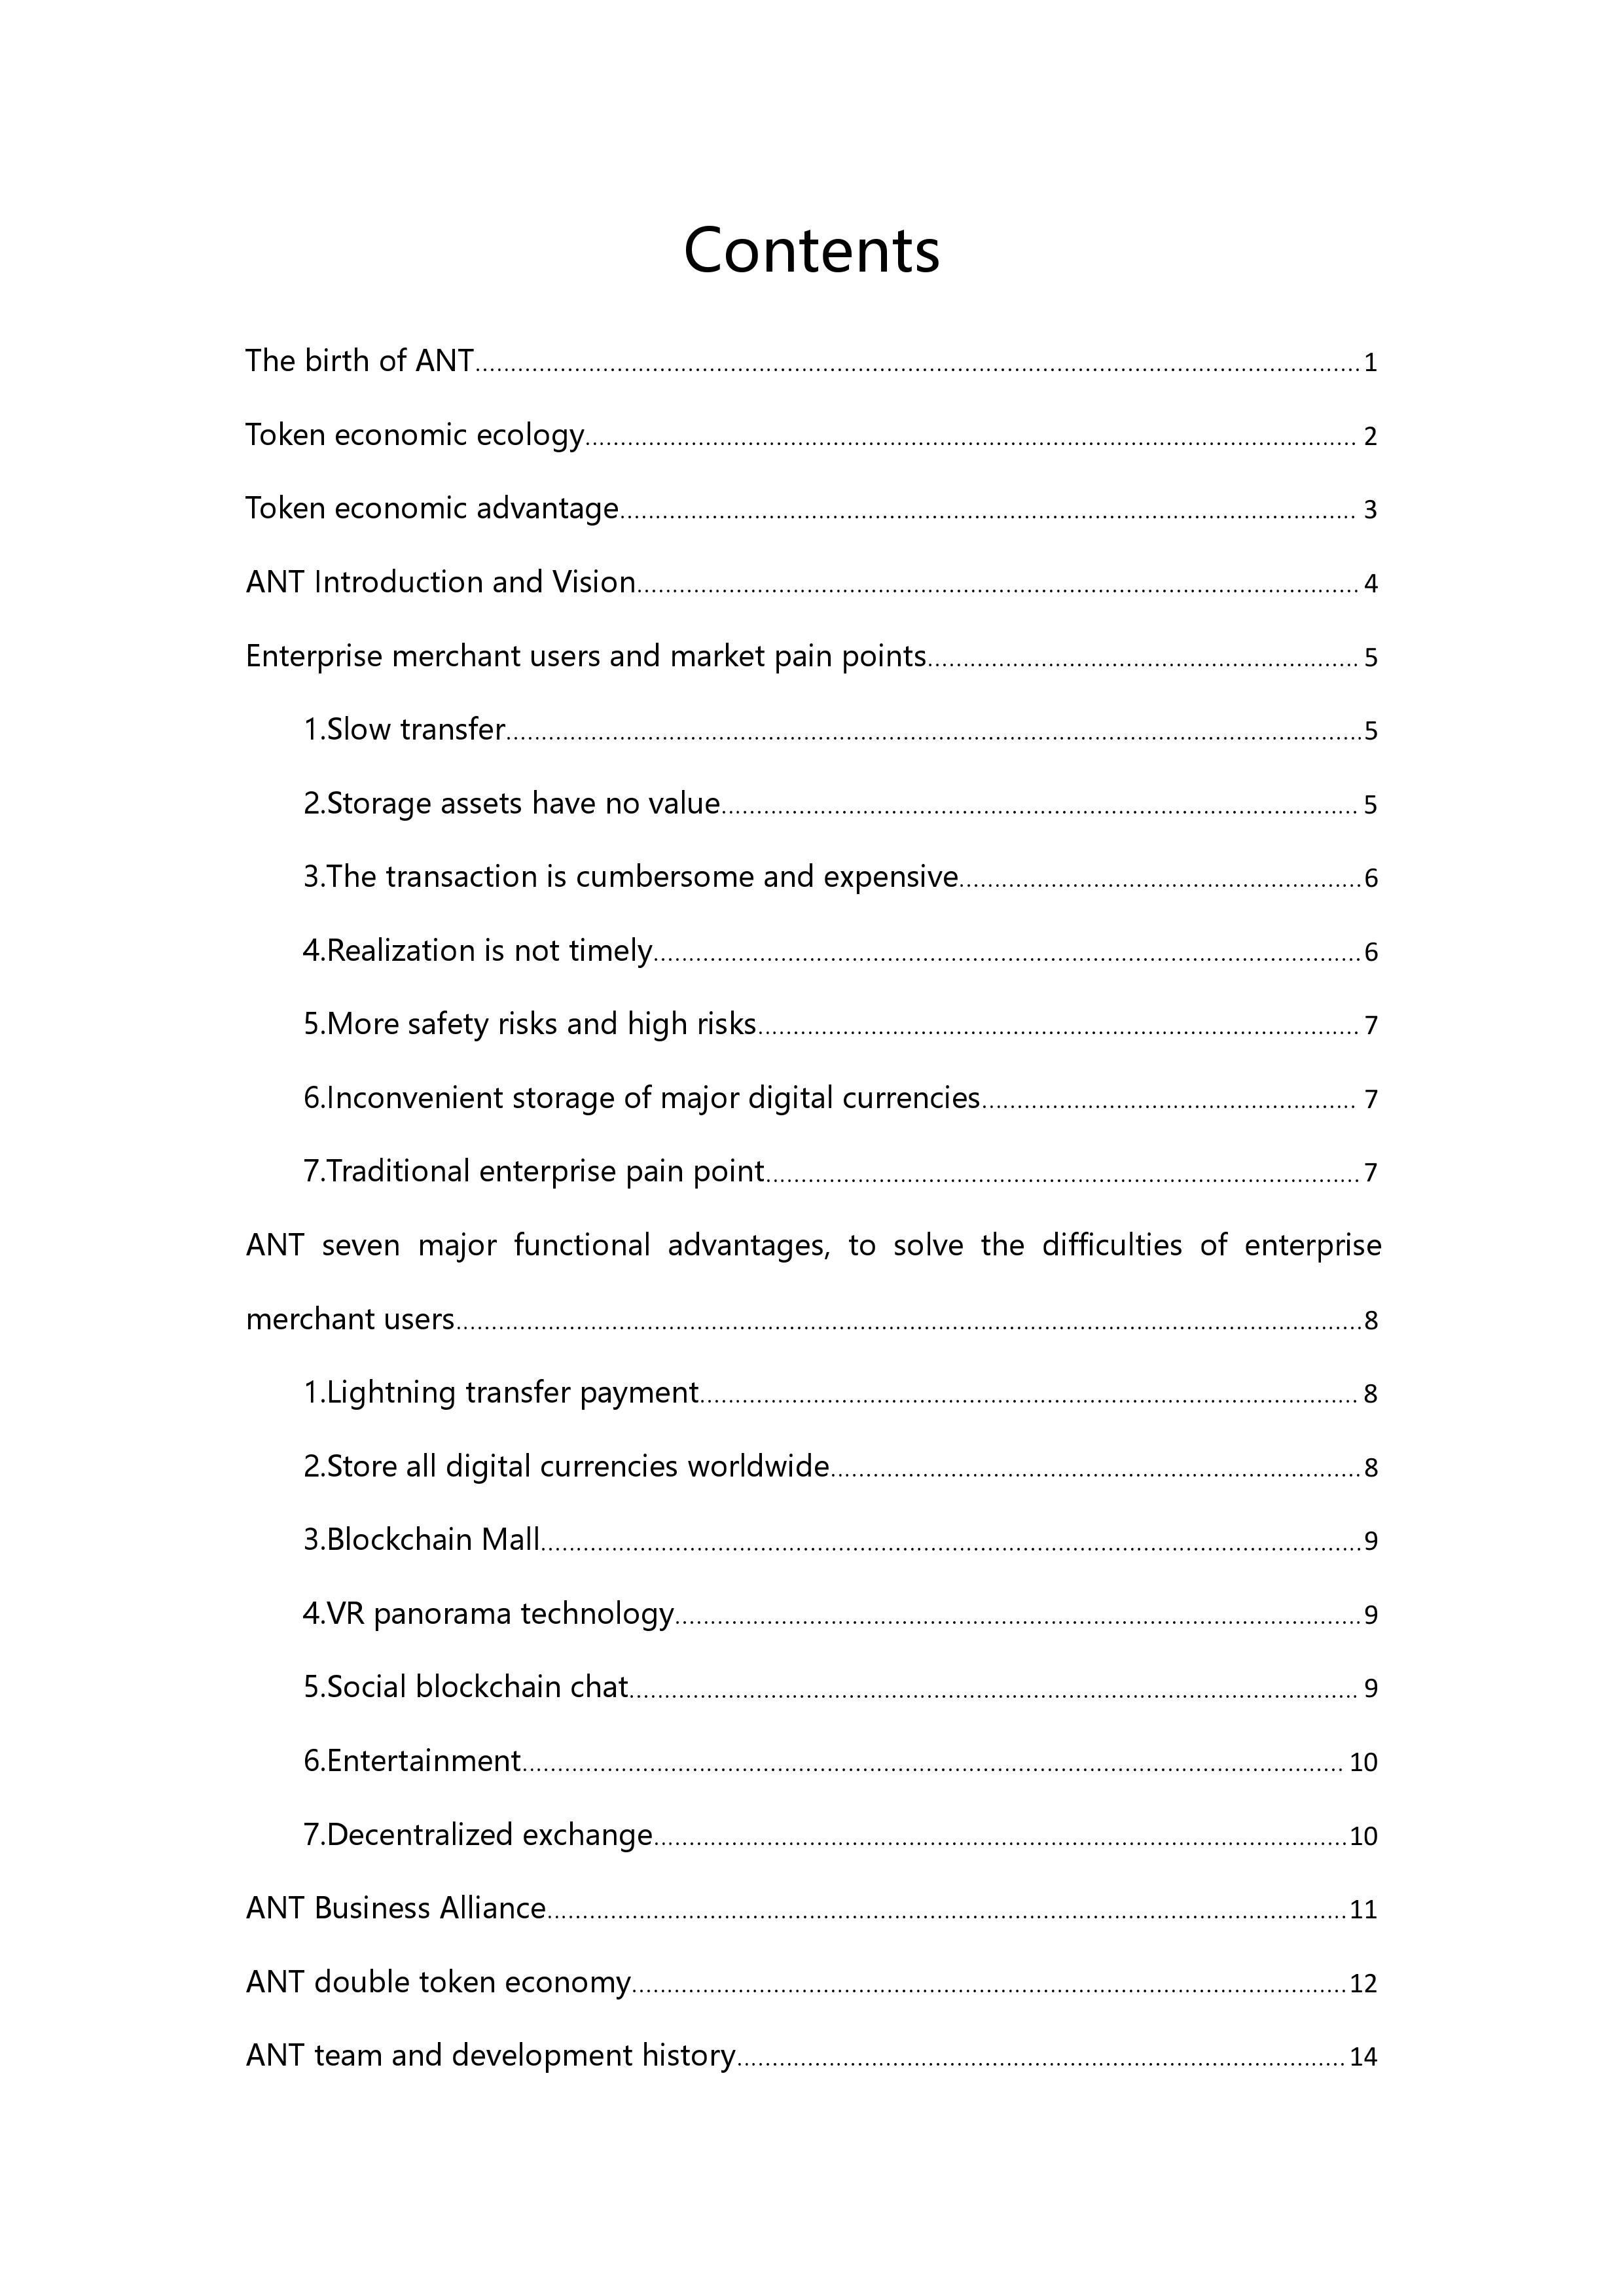 Contents
The birth of ANT........................................1
Token economic ecology........................................ 2
Token economic advantage........................................ 3
ANT Introduction and Vision........................................ 4
Enterprise merchant users and market pain points........................................ 5
1.Slow transfer........................................5
2.Storage assets have no value........................................ 5
3.The transaction is cumbersome and expensive........................................6
4.Realization is not timely........................................6
5.More safety risks and high risks........................................ 7
6.Inconvenient storage of major digital currencies........................................ 7
7.Traditional enterprise pain point........................................7
ANT seven major functional advantages, to solve the difficulties of enterprise
merchant users........................................8
1.Lightning transfer payment........................................ 8
2.Store all digital currencies worldwide........................................8
3.Blockchain Mall........................................9
4.VR panorama technology........................................9
5.Social blockchain chat........................................ 9
6.Entertainment........................................ 10
7.Decentralized exchange........................................10
ANT Business Alliance........................................11
ANT double token economy........................................12
ANT team and development history........................................14